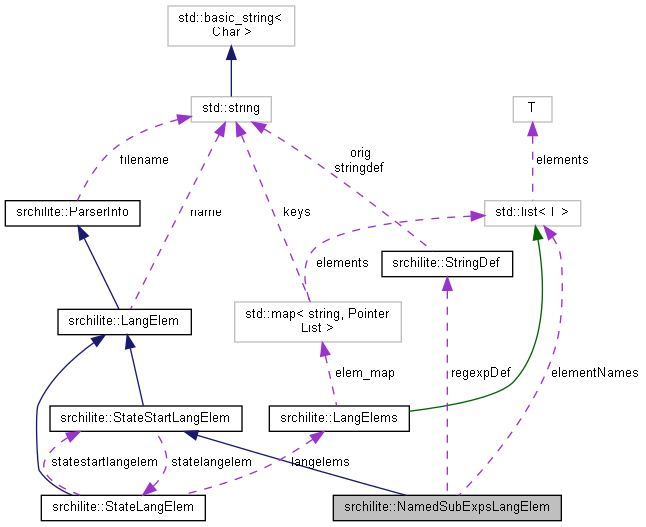 std::basic_string<
Char >
std::string
T
filename
orig
stringdef
elements
srchilite::ParserInfo
name
keys
std::list< T >
elements
srchilite::StringDef
srchilite::LangElem
std::map< string, Pointer
List >
elem_map
regexpDef
elementNames
srchilite::StateStartLangElem
srchilite::LangElems
statestartlangelem
statelangelem
langelems
srchilite::StateLangElem
srchilite::NamedSubExpsLangElem